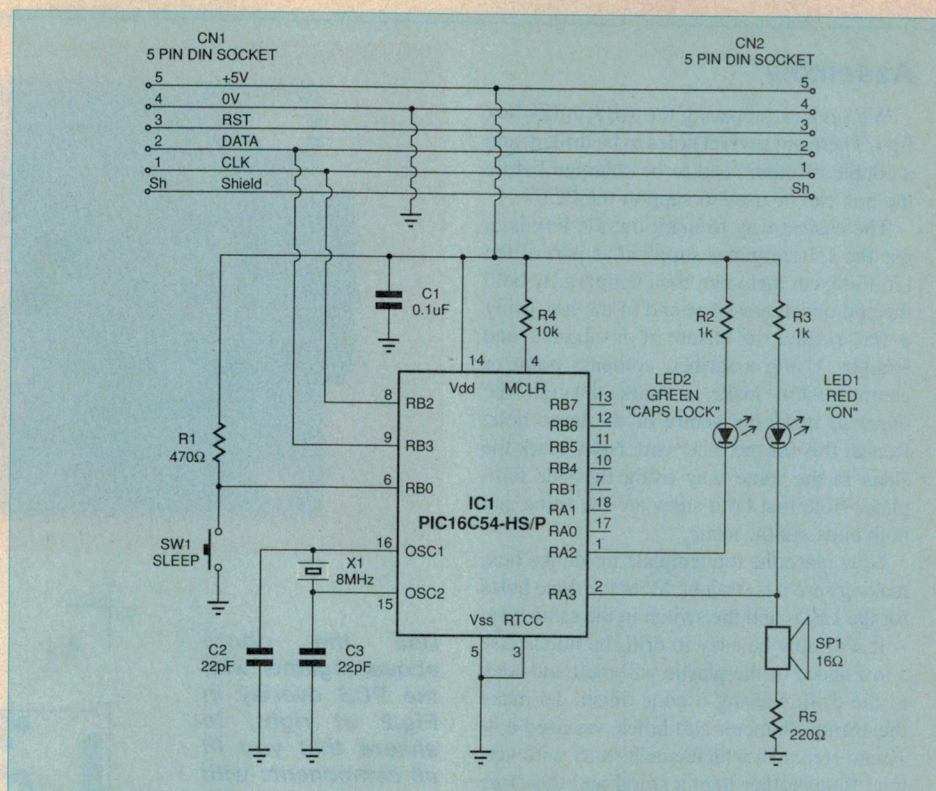 CN1
5 PIN DIN SOCKET
CN2
5 PIN DIN SOCKET
5 +5V 5
4 0V 4
3 RST 3
2 DATA 2
1 CLK 1
Sh Shield Sh
C1
0.1uF
R4
10k
R2
1k
R3
1k
14
4
Vdd MCLR
LED2
GREEN
"CAPS LOCK"
LED1
RED
"ON"
R1
470Ω
8 RB2
9 RB3
6 RB0
RB7 13
RB6 12
RB5 11
RB4 10
RB1 7
RA1 18
RA0 17
RA2 1
RA3 2
IC1
PIC16C54-HS/P
SW1
SLEEP
16 OSC1
X1
8MHz
15 OSC2
Vss RTCC
5 3
C2
22pF
C3
22pF
SP1
16Ω
R5
220Ω